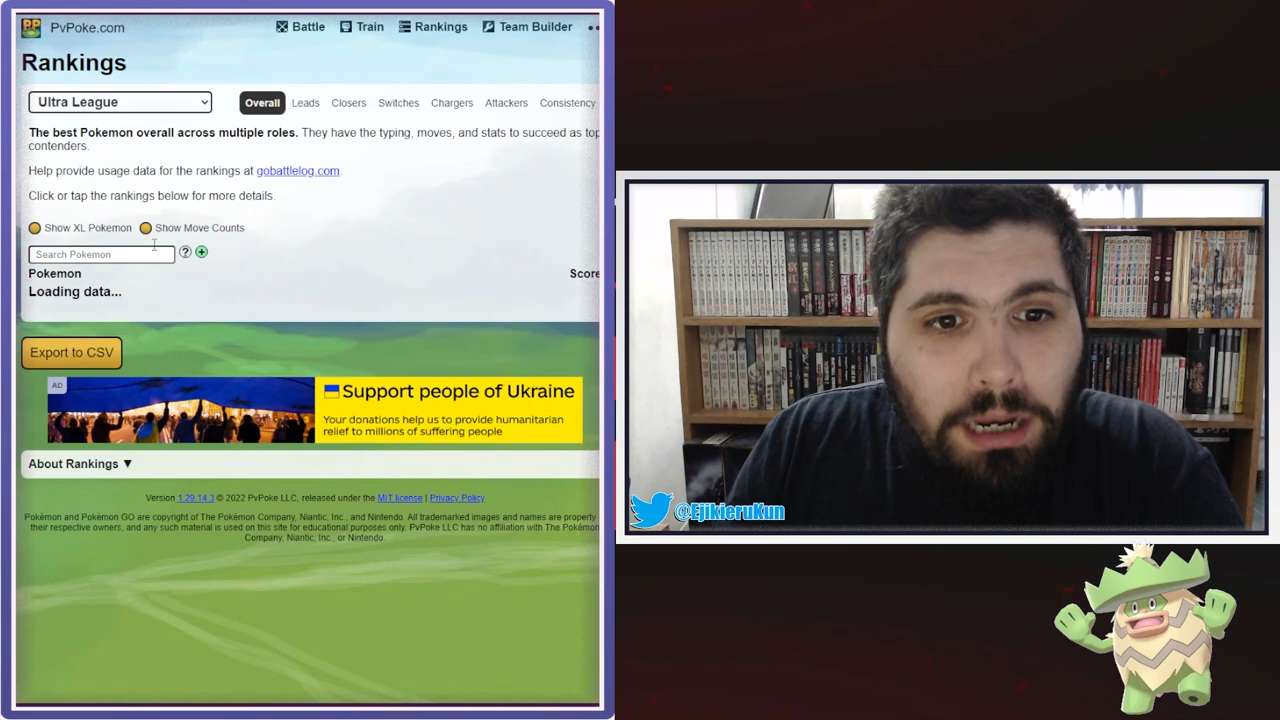 PvPoke.com
Battle
Train
Rankings
Team Builder
Rankings
Ultra League
Overall
Leads
Closers
Switches
Chargers
Attackers
Consistency
The best Pokemon overall across multiple roles. They have the typing, moves, and stats to succeed as top
contenders.
Help provide usage data for the rankings at gobattlelog.com.
Click or tap the rankings below for more details.
Show XL Pokemon
Show Move Counts
Search Pokemon
?
+
Pokemon
Score
Loading data...
Export to CSV
AD
Support people of Ukraine
Your donations help us to provide humanitarian
relief to millions of suffering people
About Rankings ▼
Version 1.29.14.3 © 2022 PvPoke LLC, released under the MIT license | Privacy Policy
Pokémon and Pokémon GO are copyright of The Pokémon Company, Niantic, Inc., and Nintendo. All trademarked images and names are property
their respective owners, and any such material is used on this site for educational purposes only. PvPoke LLC has no affiliation with The Pokémon
Company, Niantic, Inc., or Nintendo.
@EjikieruKun